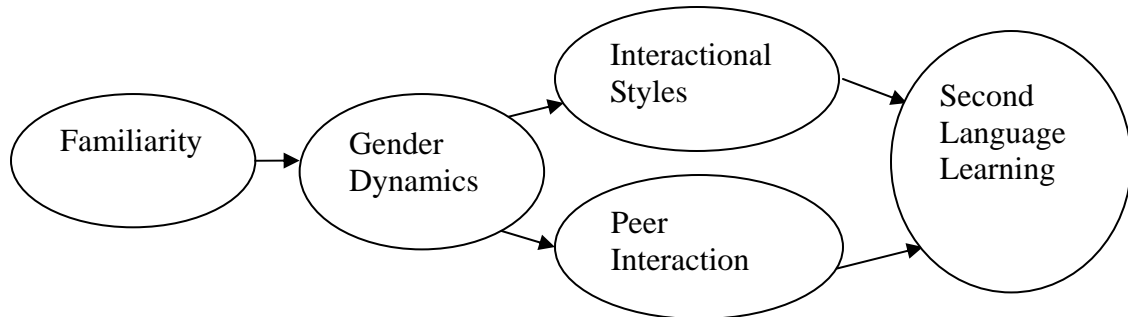 Familiarity
Gender
Dynamics
Interactional
Styles
Peer
Interaction
Second
Language
Learning